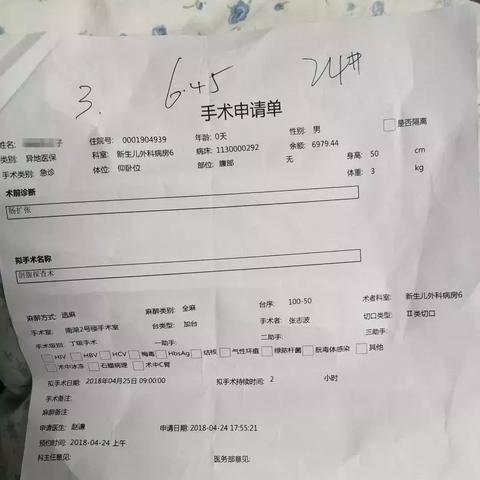 3. 6.45 24#
手术申请单
姓名: 子 住院号: 0001904939 年龄: 0天 性别: 男 是否隔离
类别: 异地医保 科室: 新生儿外科病房6 病床: 1130000292 余额: 6979.44 身高: 50 cm
手术类别: 急诊 体位: 仰卧位 部位: 腹部 无 体重: 3 kg
术前诊断
肠扩张
拟手术名称
剖腹探查术
麻醉方式: 选麻 麻醉类别: 全麻 台序: 100-50 术者科室: 新生儿外科病房6
手术室: 南湖2号楼手术室 台类型: 加台 手术者: 张志波 切口类型: II类切口
手术级别: 丁级手术 一助手: 二助手: 三助手:
HIV HBV HCV 梅毒 HbsAg 结核 气性坏疽 绿脓杆菌 朊毒体感染 其他
术中冰冻 石蜡病理 术中C臂
拟手术日期: 2018年04月25日 09:00:00 拟手术持续时间: 2 小时
手术备注:
麻醉备注:
申请医生: 赵谦 申请日期: 2018-04-24 17:55:21
预约时间: 2018-04-24 上午
科主任意见: 医务部意见: